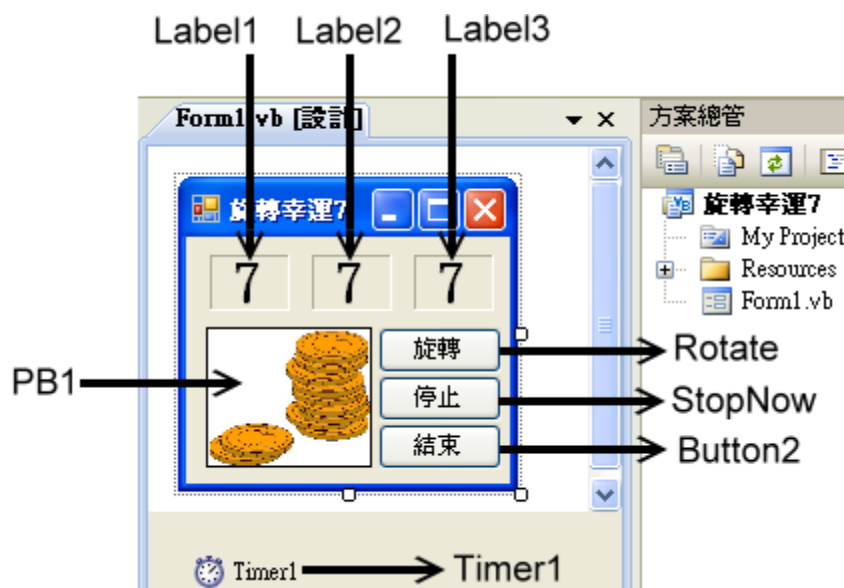 Label1 Label2 Label3
Form1.vb [設計]
方案總管
旋轉幸運7
旋轉幸運7
My Project
Resources
Form1.vb
7 7 7
旋轉
Rotate
PB1
停止
StopNow
結束
Button2
Timer1
Timer1